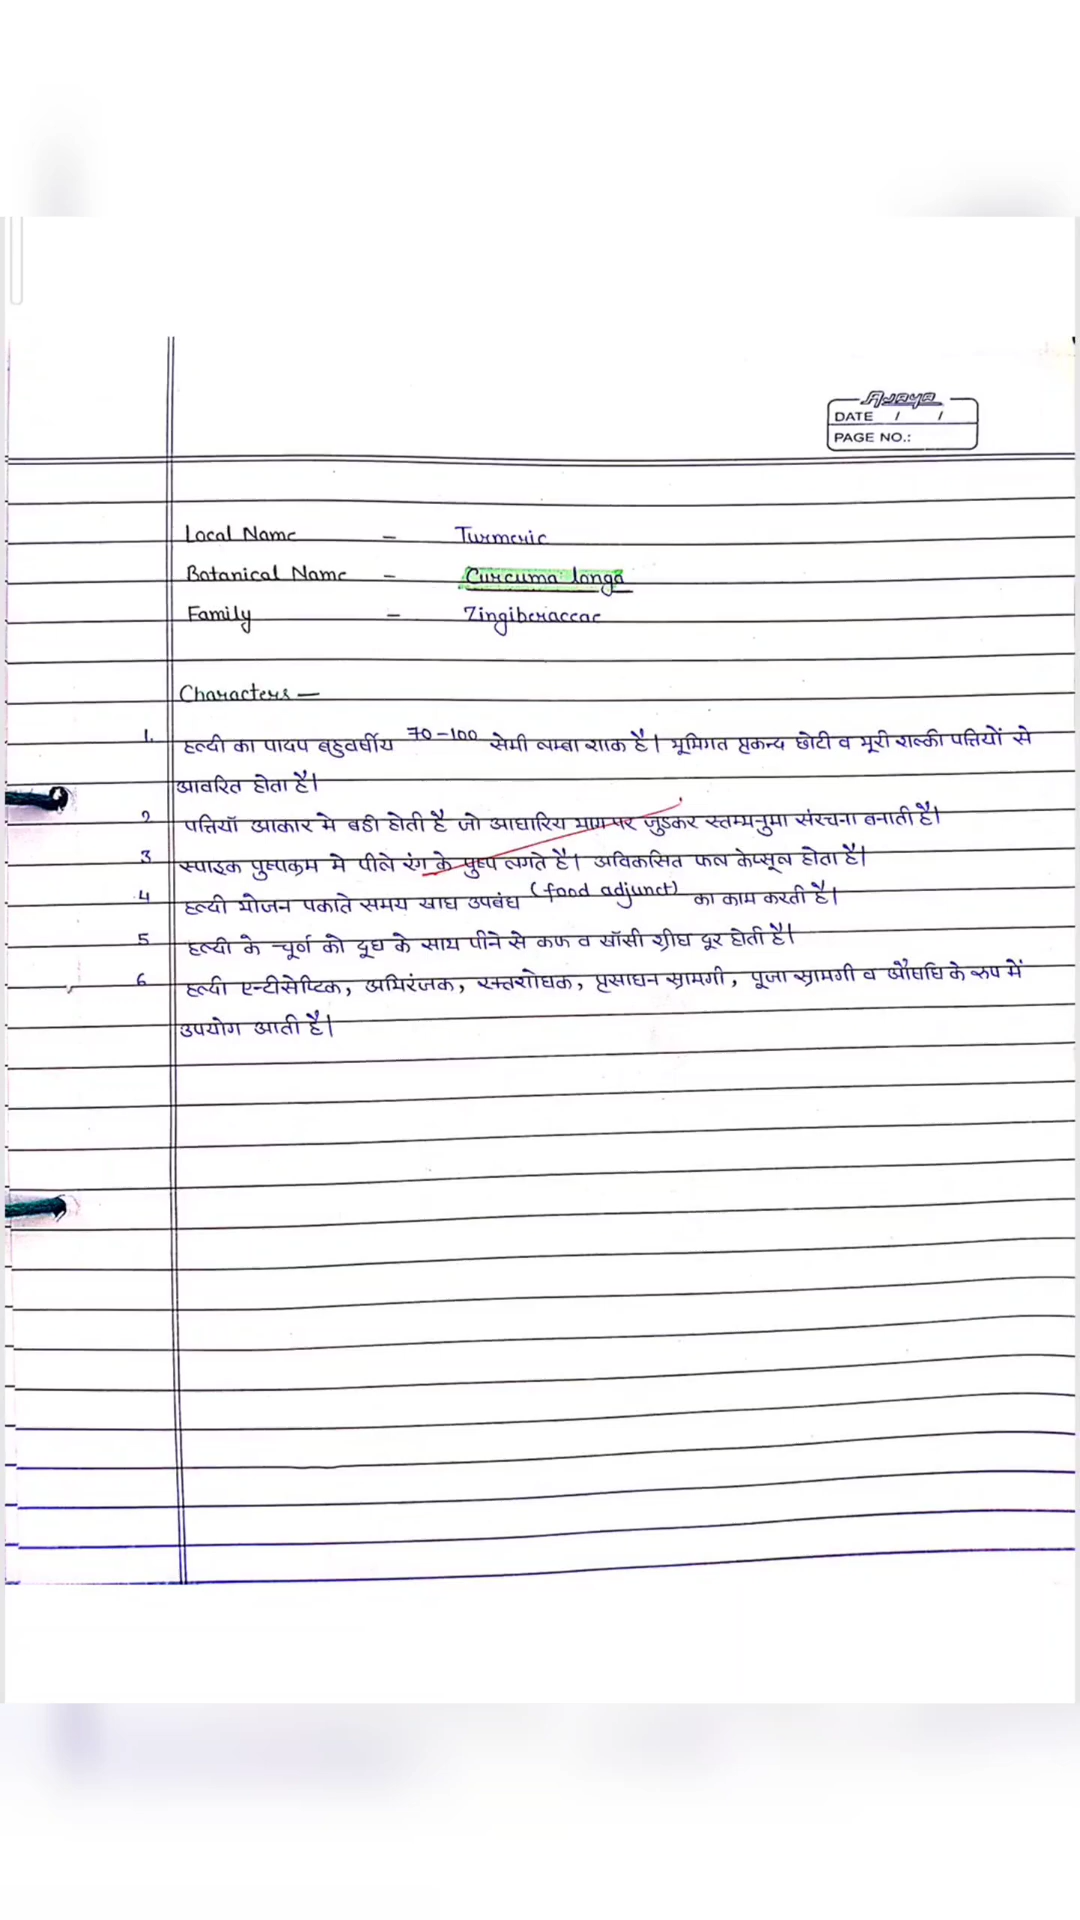 Ajaya
DATE / /
PAGE NO.:
Local Name - Turmeric
Botanical Name - Curcuma longa
Family - Zingiberaceae
Characters -
1. हल्दी का पादप बहुवर्षीय 70-100 सेमी लम्बा शाक है। भूमिगत प्रकन्द छोटी व भूरी शल्की पत्तियों से
आवरित होता है।
2 पत्तियाँ आकार मे बडी होती है जो आधारिय भाग पर जुडकर स्तम्भनुमा संरचना बनाती है।
3 स्पाइक पुष्पक्रम मे पीले रंग के पुष्प लगते है। अविकसित फल केप्सूल होता है।
4 हल्दी भोजन पकाते समय खाद्य उपबंध (food adjunct) का काम करती है।
5 हल्दी के चूर्ण को दूध के साथ पीने से कफ व खाँसी शीघ्र दूर होती है।
6 हल्दी एन्टीसेप्टिक, अभिरंजक, रक्तशोधक, प्रसाधन सामग्री, पूजा सामग्री व औषधि के रुप में
उपयोग आती है।